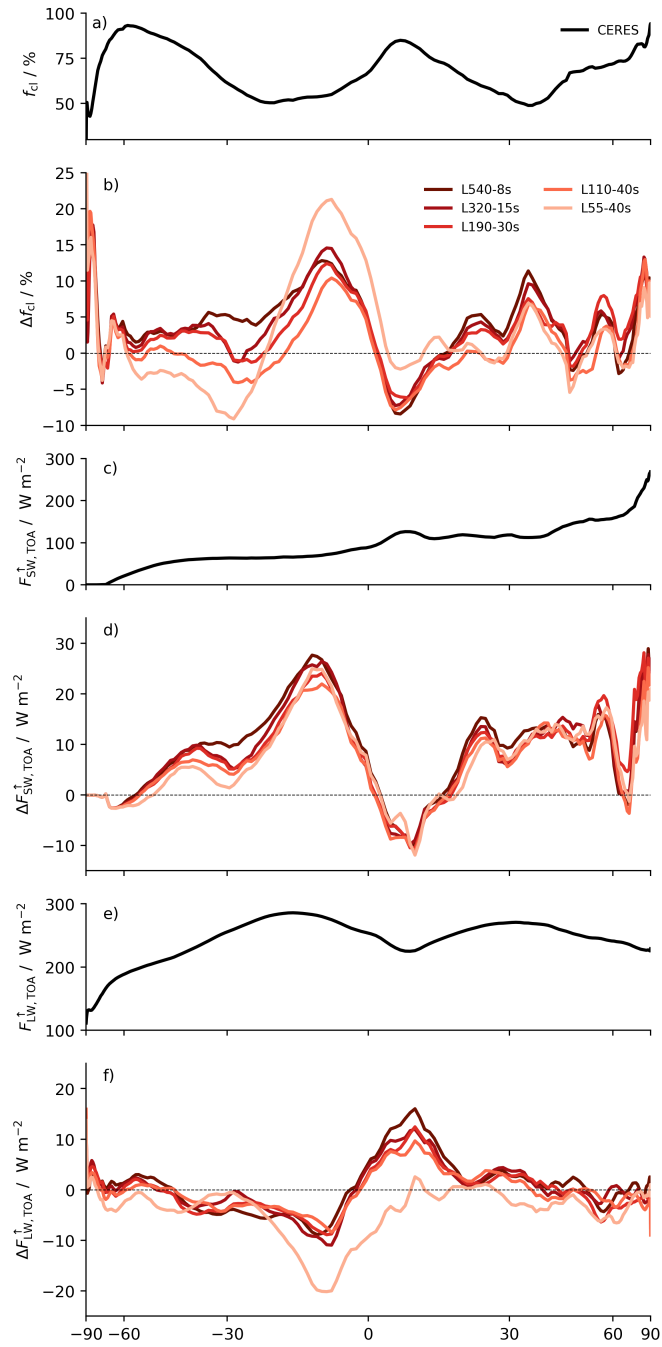 a)
CERES
100
75
50
f_cl / %
b)
L540-8s
L320-15s
L190-30s
L110-40s
L55-40s
25
20
15
10
5
0
−5
−10
Δf_cl / %
c)
300
200
100
0
F↑_SW, TOA / W m⁻²
d)
30
20
10
0
−10
ΔF↑_SW, TOA / W m⁻²
e)
300
200
100
F↑_LW, TOA / W m⁻²
f)
20
10
0
−10
−20
ΔF↑_LW, TOA / W m⁻²
−90 −60 −30 0 30 60 90